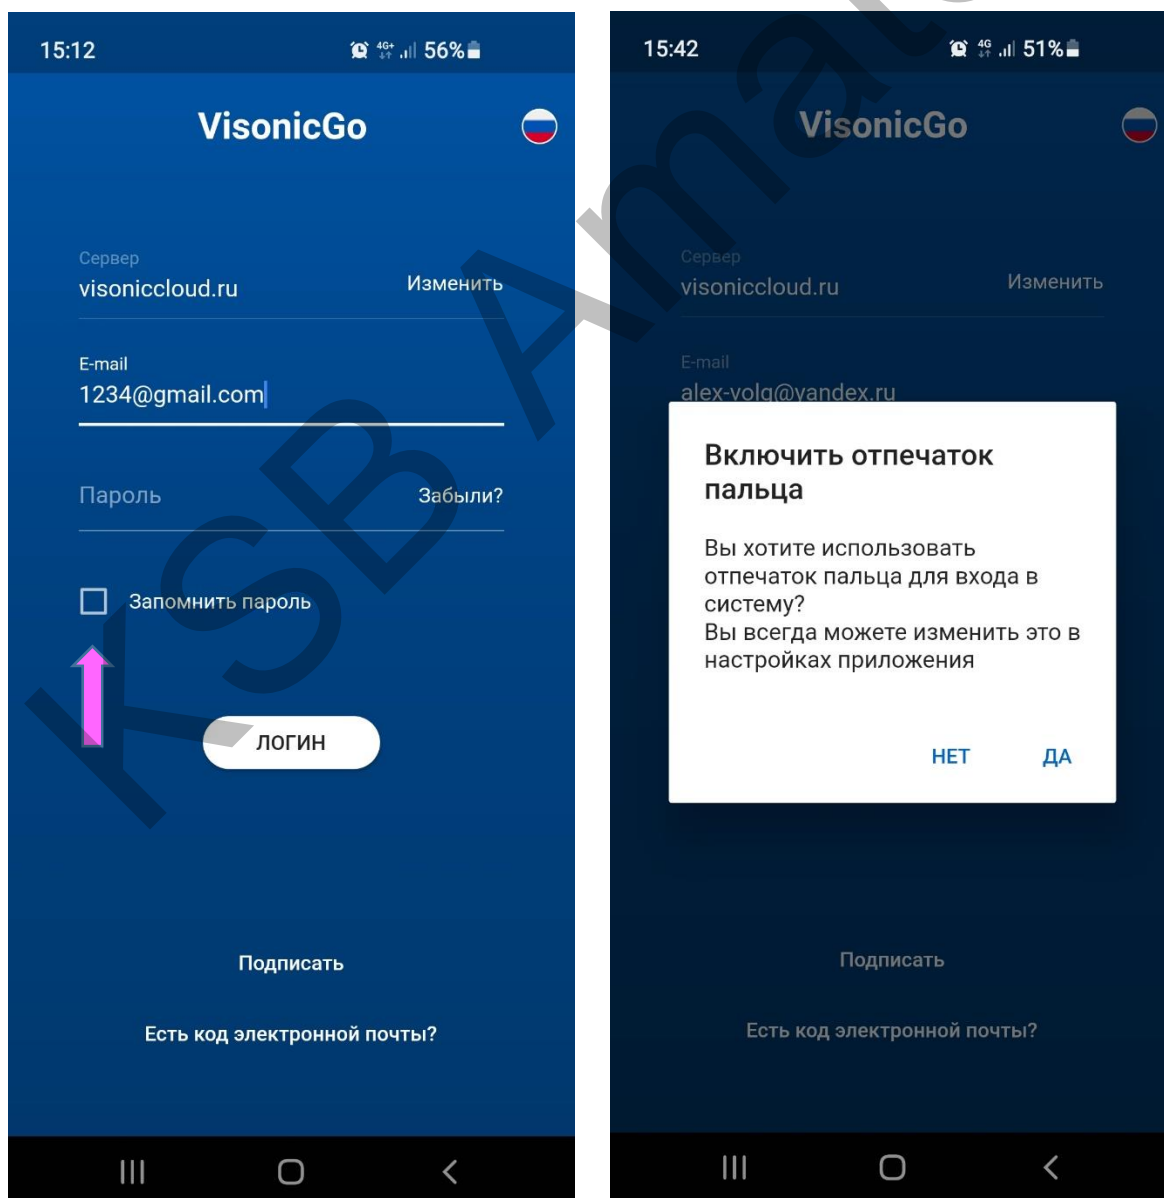 15:12
4G+
56%
VisonicGo
Сервер
visoniccloud.ru
Изменить
E-mail
1234@gmail.com
Пароль
Забыли?
Запомнить пароль
ЛОГИН
Подписать
Есть код электронной почты?
15:42
4G
51%
VisonicGo
Сервер
visoniccloud.ru
Изменить
E-mail
alex-volg@yandex.ru
Включить отпечаток
пальца
Вы хотите использовать
отпечаток пальца для входа в
систему?
Вы всегда можете изменить это в
настройках приложения
НЕТ
ДА
Подписать
Есть код электронной почты?
KSB